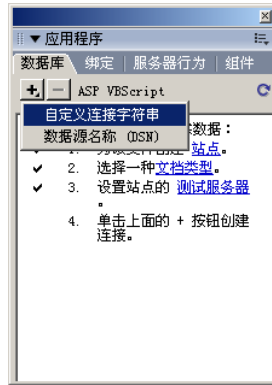 应用程序
数据库 绑定 服务器行为 组件
ASP VBScript
自定义连接字符串
数据源名称 (DSN)
数据：
1. 站点。
✔ 2. 选择一种文档类型。
✔ 3. 设置站点的 测试服务器
。
4. 单击上面的 + 按钮创建
连接。